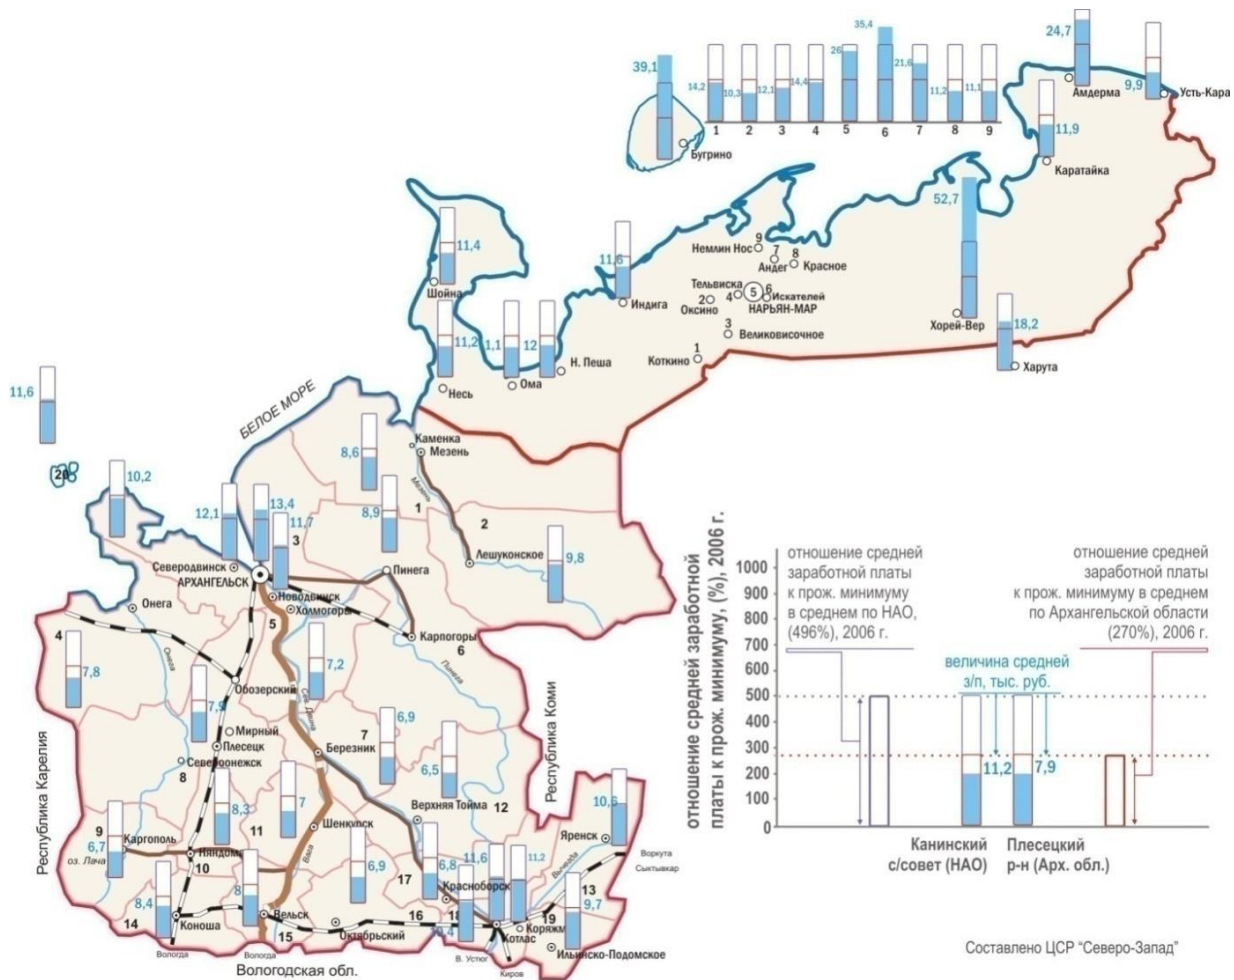 39,1
14,2
10,3
12,1
14,4
26
35,4
21,6
11,2
11,1
1 2 3 4 5 6 7 8 9
Бугрино
24,7
Амдерма
9,9
Усть-Кара
11,9
Каратайка
52,7
Хорей-Вер
18,2
Харута
11,4
Шойна
11,6
Индига
Немлин Нос
9
7
Андег
8
Красное
Тельвиска
4
5
6
Искателей
НАРЬЯН-МАР
2
Оксино
3
Великовисочное
1
Коткино
11,2
Несь
1,1
Ома
12
Н. Пеша
11,6
20
БЕЛОЕ МОРЕ
10,2
8,6
Каменка
Мезень
Мезень
8,9
1
2
Лешуконское
9,8
12,1
13,4
11,7
3
Северодвинск
АРХАНГЕЛЬСК
Новодвинск
Холмогоры
5
Пинега
Карпогоры
6
Пинега
Онега
Онега
4
7,8
Обозерский
7,9
7,2
Сев. Двина
Мирный
Плесецк
Североонежск
8
6,9
7
Березник
6,5
Верхняя Тойма
12
Республика Карелия
Республика Коми
8,3
7
11
Шенкурск
Вага
9
6,7
Каргополь
оз. Лача
Няндома
10
10,6
Яренск
Воркута
Сыктывкар
Вычегда
13
6,9
17
6,8
Красноборск
11,6
11,2
8,4
14
Коноша
8
Вельск
15
Октябрьский
16
18
10,4
Котлас
Коряжма
19
9,7
Ильинско-Подомское
Вологда
Вологда
В. Устюг
Киров
Вологодская обл.
отношение средней заработной
платы к прож. минимуму, (%), 2006 г.
1000
900
800
700
600
500
400
300
200
100
0
отношение средней
заработной платы
к прож. минимуму
в среднем по НАО,
(496%), 2006 г.
отношение средней
заработной платы
к прож. минимуму в среднем
по Архангельской области
(270%), 2006 г.
величина средней
з/п, тыс. руб.
11,2
7,9
Канинский
с/совет (НАО)
Плесецкий
р-н (Арх. обл.)
Составлено ЦСР "Северо-Запад"